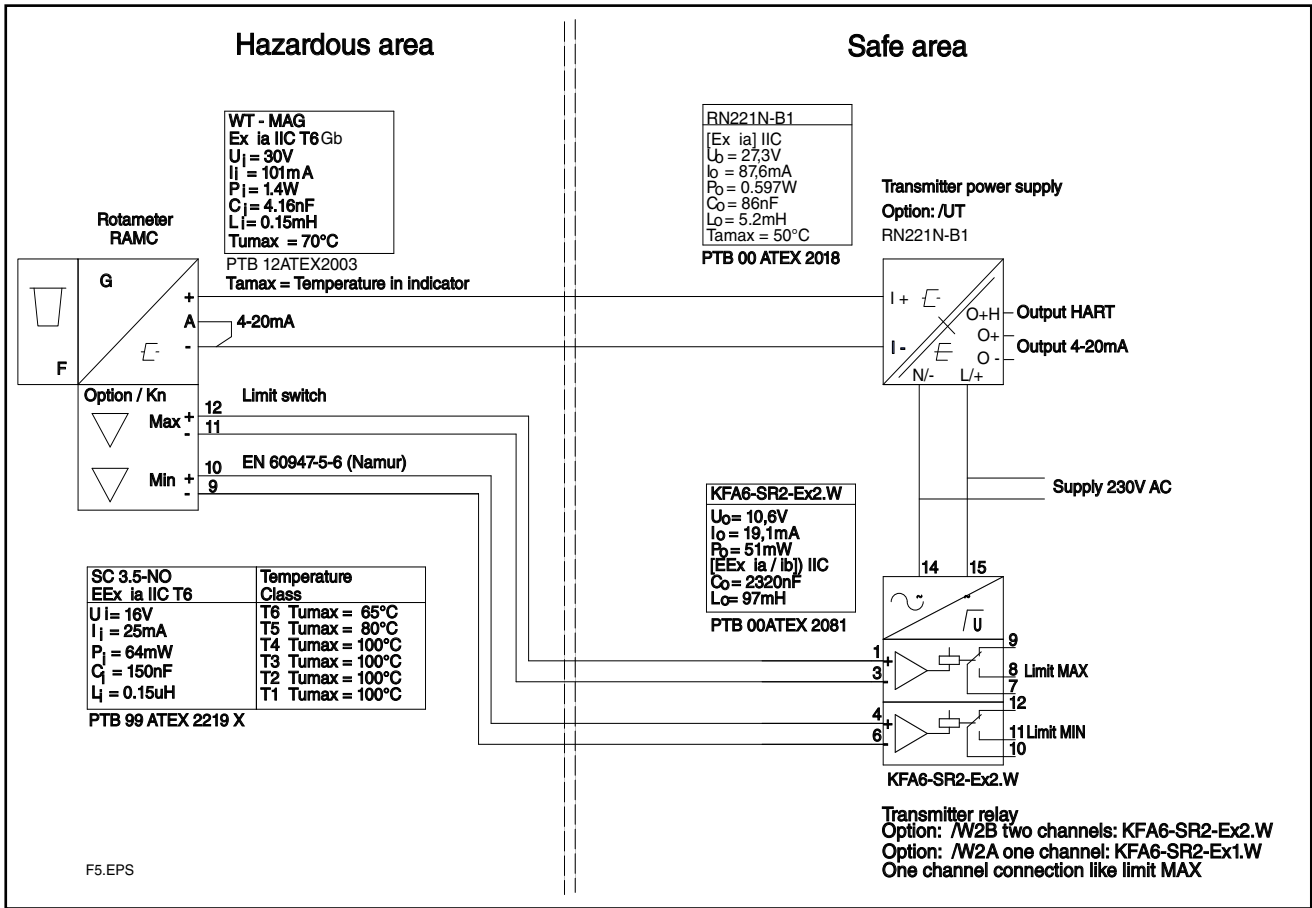 Hazardous area
Safe area
WT - MAG
Ex ia IIC T6 Gb
Ui = 30V
Ii = 101mA
Pi = 1.4W
Ci = 4.16nF
Li = 0.15mH
Tumax = 70°C
PTB 12ATEX2003
Tamax = Temperature in indicator
RN221N-B1
[Ex ia] IIC
Uo = 27,3V
Io = 87,6mA
Po = 0.597W
Co = 86nF
Lo = 5.2mH
Tamax = 50°C
PTB 00 ATEX 2018
Transmitter power supply
Option: /UT
RN221N-B1
Rotameter
RAMC
G
F
+
A
-
4-20mA
I +
I -
O+H
O+
O -
N/-
L/+
Output HART
Output 4-20mA
Option / Kn
Limit switch
Max + 12
- 11
EN 60947-5-6 (Namur)
Min + 10
- 9
Supply 230V AC
KFA6-SR2-Ex2.W
Uo = 10,6V
Io = 19,1mA
Po = 51mW
[EEx ia / ib]) IIC
Co = 2320nF
Lo= 97mH
PTB 00ATEX 2081
SC 3.5-NO
EEx ia IIC T6
Ui = 16V
Ii = 25mA
Pi = 64mW
Ci = 150nF
Li = 0.15uH
Temperature
Class
T6 Tumax = 65°C
T5 Tumax = 80°C
T4 Tumax = 100°C
T3 Tumax = 100°C
T2 Tumax = 100°C
T1 Tumax = 100°C
PTB 99 ATEX 2219 X
14 15
~
U
1 +
3 -
9
8 Limit MAX
7
4 +
6 -
12
11 Limit MIN
10
KFA6-SR2-Ex2.W
Transmitter relay
Option: /W2B two channels: KFA6-SR2-Ex2.W
Option: /W2A one channel: KFA6-SR2-Ex1.W
One channel connection like limit MAX
F5.EPS